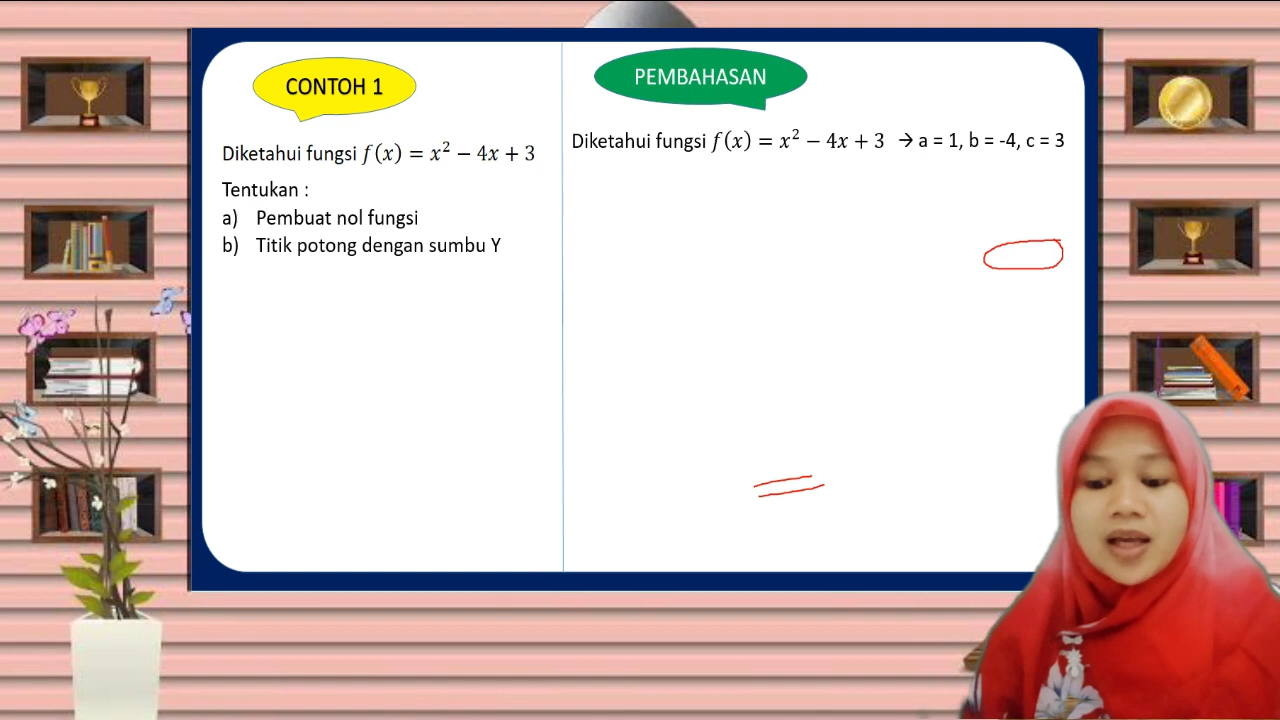 CONTOH 1
Diketahui fungsi f(x) = x² − 4x + 3
Tentukan :
a) Pembuat nol fungsi
b) Titik potong dengan sumbu Y
PEMBAHASAN
Diketahui fungsi f(x) = x² − 4x + 3 → a = 1, b = -4, c = 3